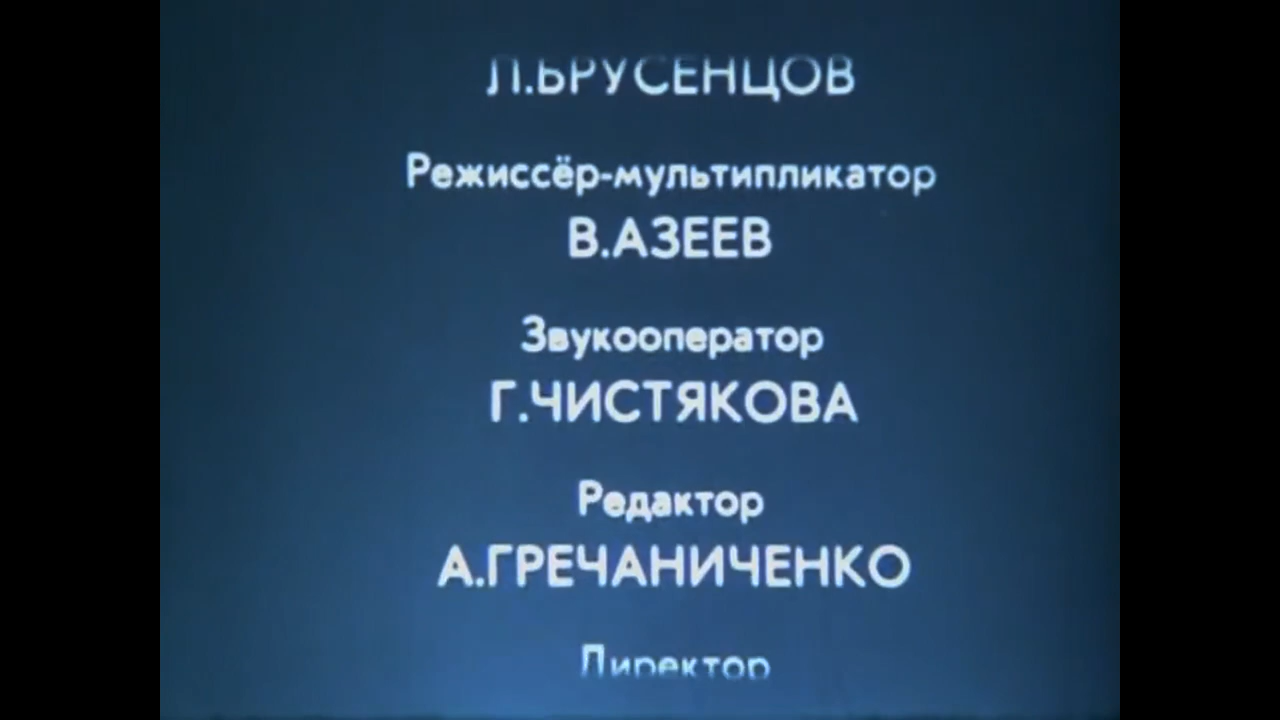 Л.БРУСЕНЦОВ
Режиссёр-мультипликатор
В.АЗЕЕВ
Звукооператор
Г.ЧИСТЯКОВА
Редактор
А.ГРЕЧАНИЧЕНКО
Директор